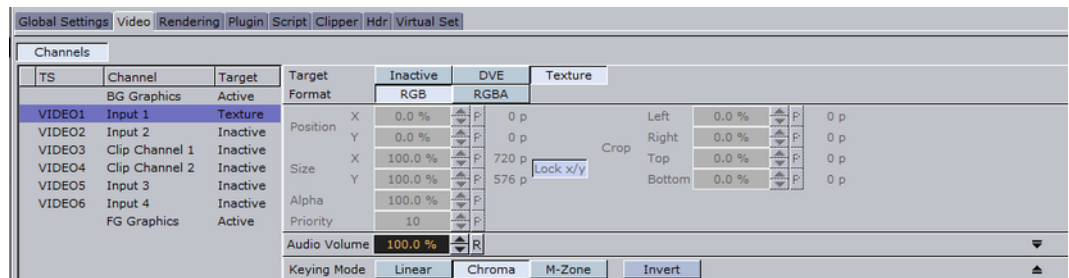 Global Settings Video Rendering Plugin Script Clipper Hdr Virtual Set
Channels
TS Channel Target
BG Graphics Active
VIDEO1 Input 1 Texture
VIDEO2 Input 2 Inactive
VIDEO3 Clip Channel 1 Inactive
VIDEO4 Clip Channel 2 Inactive
VIDEO5 Input 3 Inactive
VIDEO6 Input 4 Inactive
FG Graphics Active
Target Inactive DVE Texture
Format RGB RGBA
Position X 0.0 % P 0 p
Y 0.0 % P 0 p
Size X 100.0 % P 720 p
Y 100.0 % P 576 p
Lock x/y
Alpha 100.0 % P
Priority 10 P
Crop
Left 0.0 % P 0 p
Right 0.0 % P 0 p
Top 0.0 % P 0 p
Bottom 0.0 % P 0 p
Audio Volume 100.0 % R
Keying Mode Linear Chroma M-Zone Invert